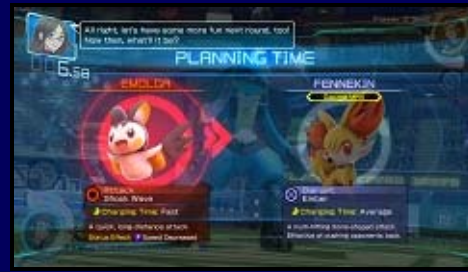 All right, let's have some more fun next round, too!
Now then, what'll it be?
PLANNING TIME
6.58
EMOLGA
FENNEKIN
Attack
Shock Wave
Charging Time: Fast
A quick, long distance attack.
Status Effect Speed Decreased
Ember
Charging Time: Average